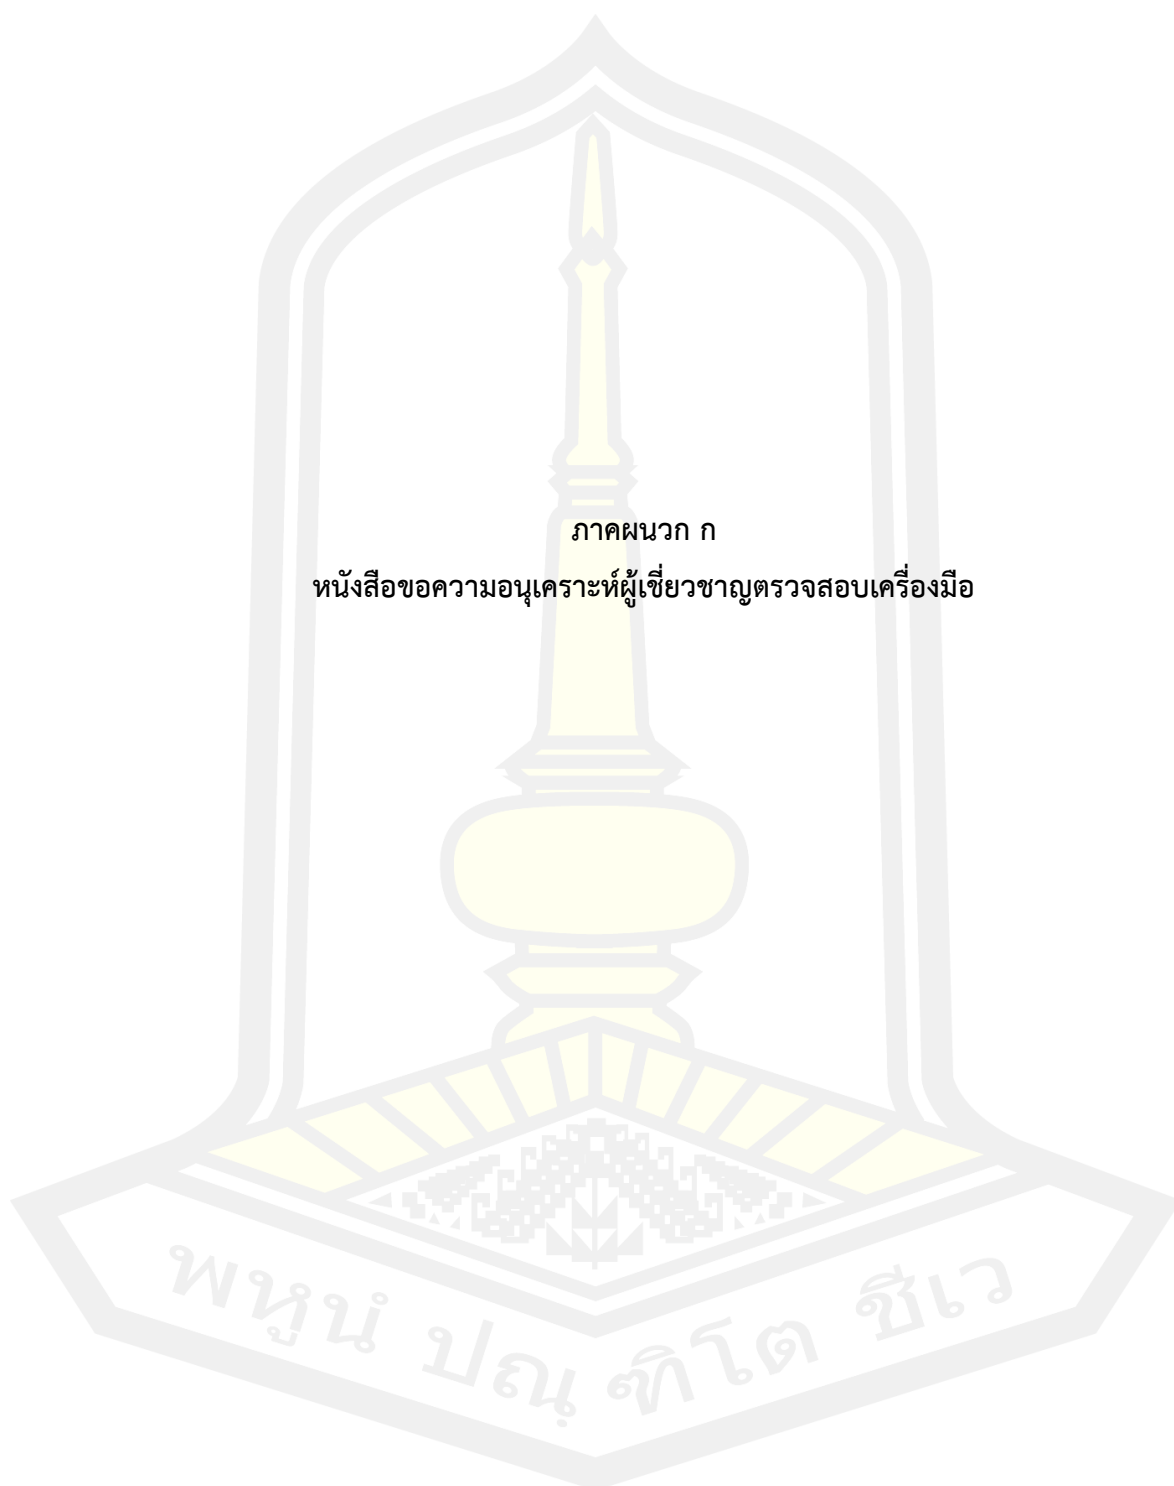 ภาคผนวก ก
หนังสือขอความอนุเคราะห์ผู้เชี่ยวชาญตรวจสอบเครื่องมือ
พหูนํ ปณฺ ฑิโต ชีเว